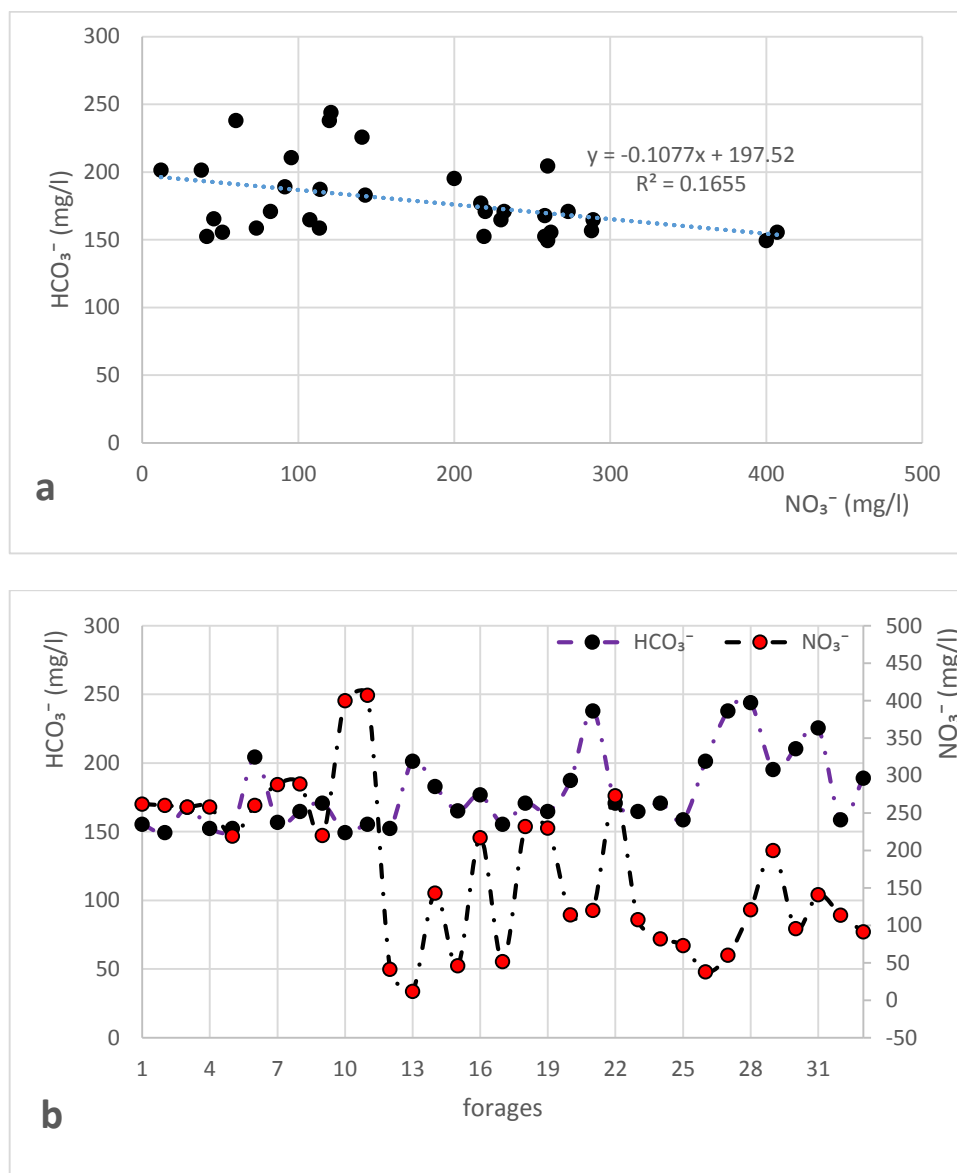 300
250
200
150
100
50
0
HCO₃⁻ (mg/l)
y = -0.1077x + 197.52
R² = 0.1655
0 100 200 300 400 500
NO₃⁻ (mg/l)
a
HCO₃⁻ (mg/l)
300
250
200
150
100
50
0
HCO₃⁻ NO₃⁻
500
450
400
350
300
250
200
150
100
50
0
-50
NO₃⁻ (mg/l)
1 4 7 10 13 16 19 22 25 28 31
forages
b